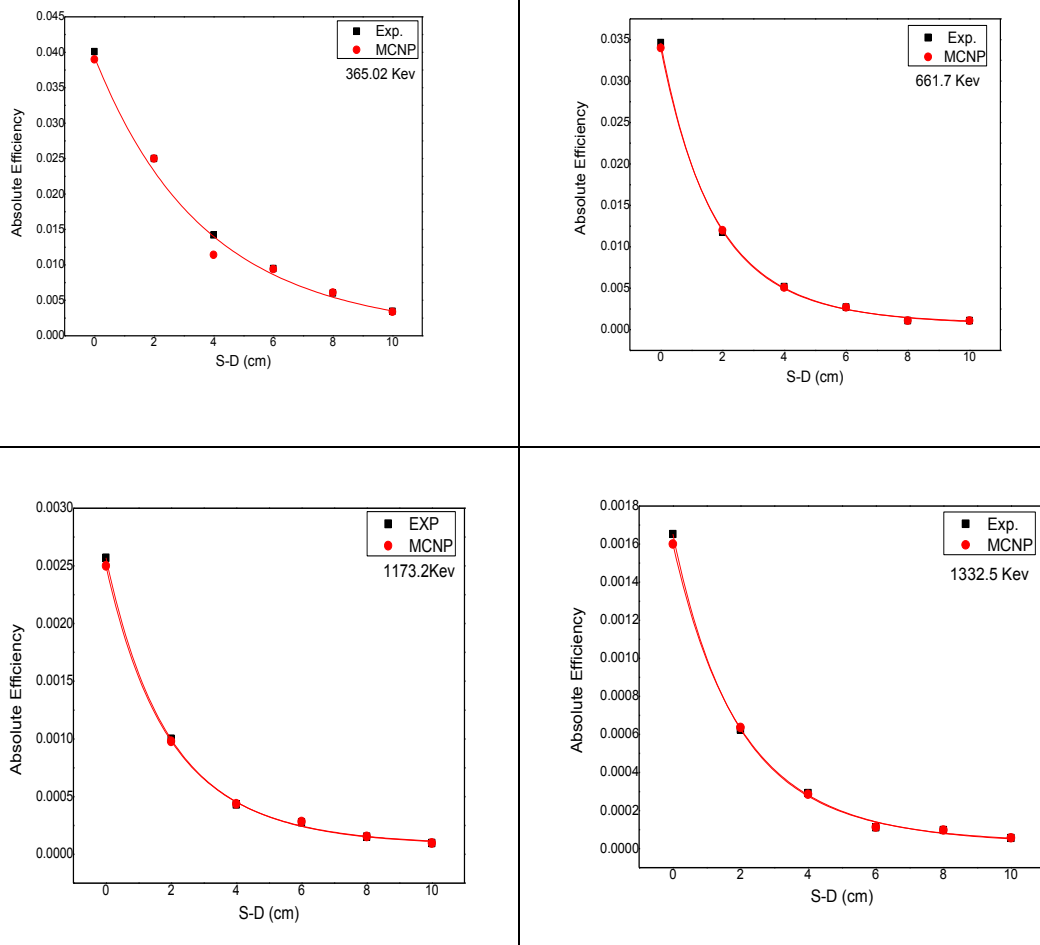 0.045
0.040
0.035
0.030
0.025
0.020
0.015
0.010
0.005
0.000
Absolute Efficiency
Exp.
MCNP
365.02 Kev
0 2 4 6 8 10
S-D (cm)
0.035
0.030
0.025
0.020
0.015
0.010
0.005
0.000
Absolute Efficiency
Exp.
MCNP
661.7 Kev
0 2 4 6 8 10
S-D (cm)
0.0030
0.0025
0.0020
0.0015
0.0010
0.0005
0.0000
Absolute Efficiency
EXP
MCNP
1173.2Kev
0 2 4 6 8 10
S-D (cm)
0.0018
0.0016
0.0014
0.0012
0.0010
0.0008
0.0006
0.0004
0.0002
0.0000
Absolute Efficiency
Exp.
MCNP
1332.5 Kev
0 2 4 6 8 10
S-D (cm)